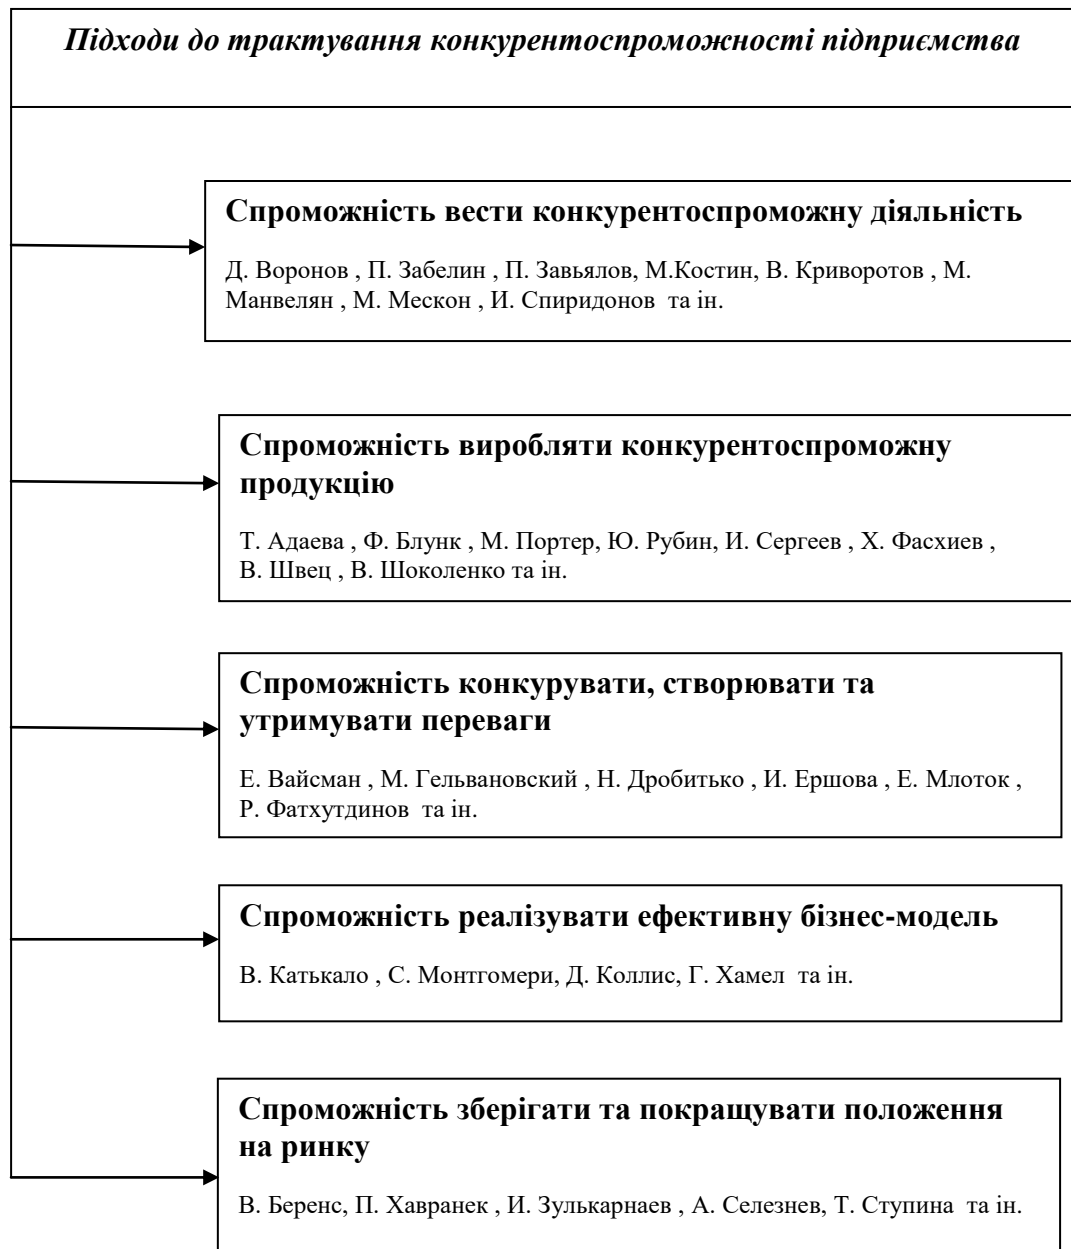 Підходи до трактування конкурентоспроможності підприємства
Спроможність вести конкурентоспроможну діяльність
Д. Воронов , П. Забелин , П. Завьялов, М.Костин, В. Криворотов , М.
Манвелян , М. Мескон , И. Спиридонов та ін.
Спроможність виробляти конкурентоспроможну
продукцію
Т. Адаева , Ф. Блунк , М. Портер, Ю. Рубин, И. Сергеев , Х. Фасхиев ,
В. Швец , В. Шоколенко та ін.
Спроможність конкурувати, створювати та
утримувати переваги
Е. Вайсман , М. Гельвановский , Н. Дробитько , И. Ершова , Е. Млоток ,
Р. Фатхутдинов та ін.
Спроможність реалізувати ефективну бізнес-модель
В. Катькало , С. Монтгомери, Д. Коллис, Г. Хамел та ін.
Спроможність зберігати та покращувати положення
на ринку
В. Беренс, П. Хавранек , И. Зулькарнаев , А. Селезнев, Т. Ступина та ін.